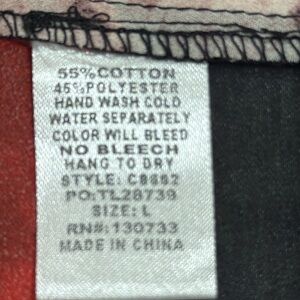 55%COTTON
45%POLYESTER
HAND WASH COLD
WATER SEPARATELY
COLOR WILL BLEED
NO BLEECH
HANG TO DRY
STYLE: C8682
PO:TL28739
SIZE: L
RN#:130733
MADE IN CHINA